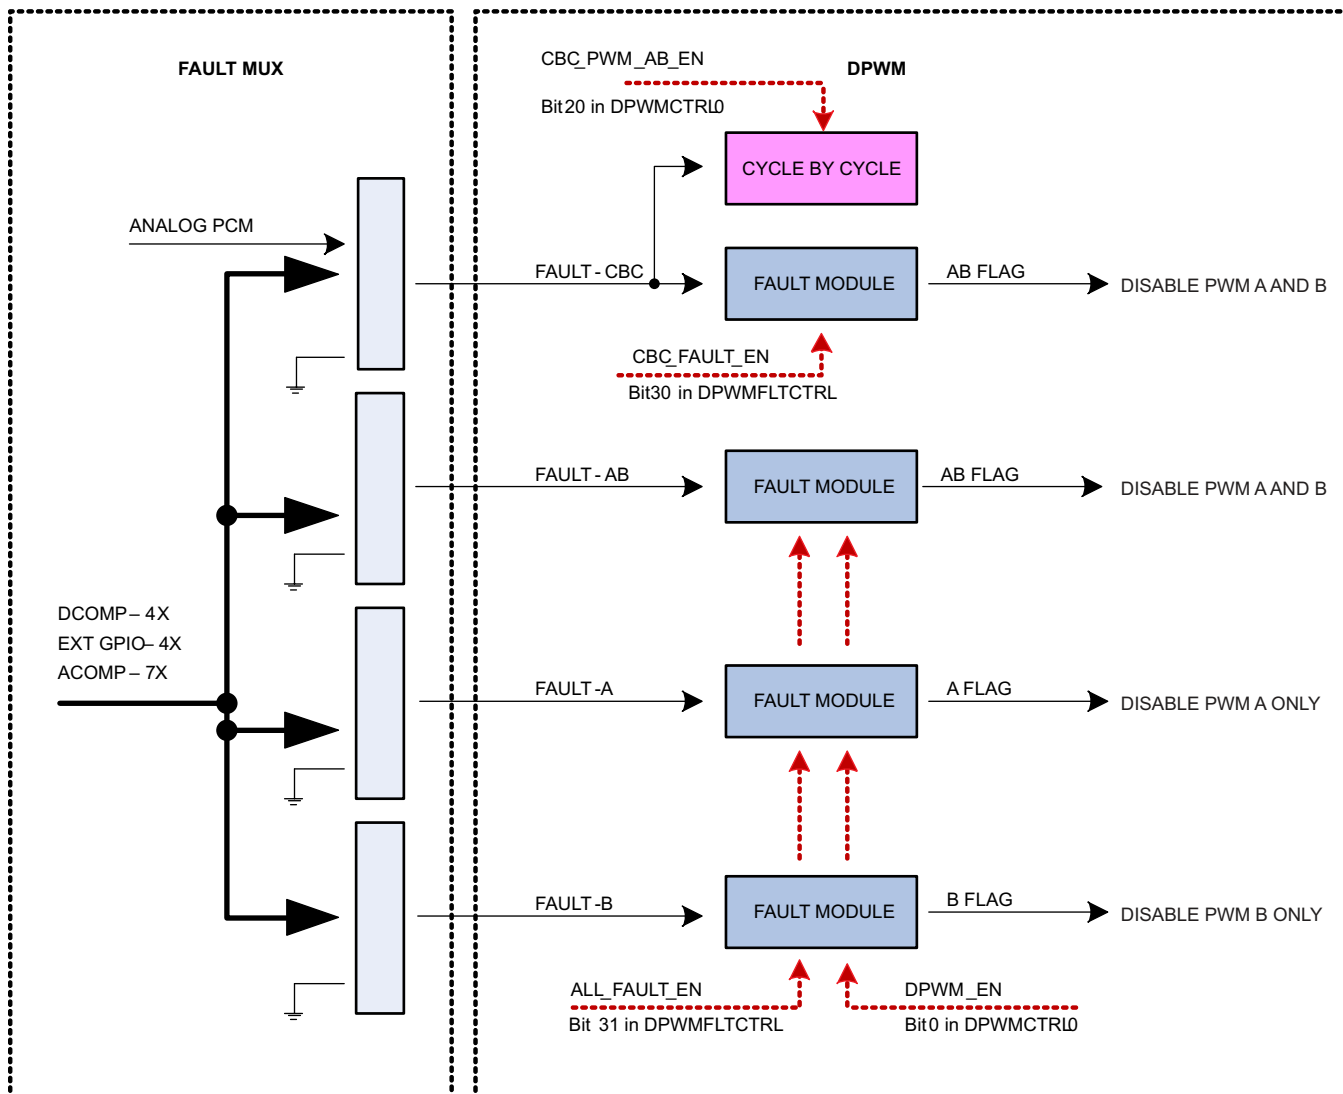 FAULT MUX
CBC_PWM_AB_EN
DPWM
Bit20 in DPWMCTRL0
CYCLE BY CYCLE
ANALOG PCM
FAULT - CBC
FAULT MODULE
AB FLAG
DISABLE PWM A AND B
CBC_FAULT_EN
Bit30 in DPWMFLTCTRL
FAULT - AB
FAULT MODULE
AB FLAG
DISABLE PWM A AND B
DCOMP – 4X
EXT GPIO – 4X
ACOMP – 7X
FAULT -A
FAULT MODULE
A FLAG
DISABLE PWM A ONLY
FAULT -B
FAULT MODULE
B FLAG
DISABLE PWM B ONLY
ALL_FAULT_EN
Bit 31 in DPWMFLTCTRL
DPWM _EN
Bit0 in DPWMCTRL0